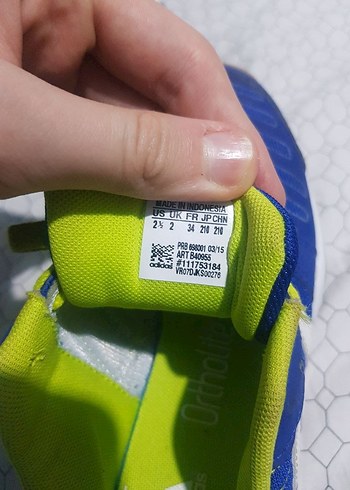 MADE IN INDONESIA
US UK FR JP CHN
2½ 2 34 210 210
PRB 698001 03/15
ART B40955
#111753184
VR07DJKS00276
adidas
Ortholite